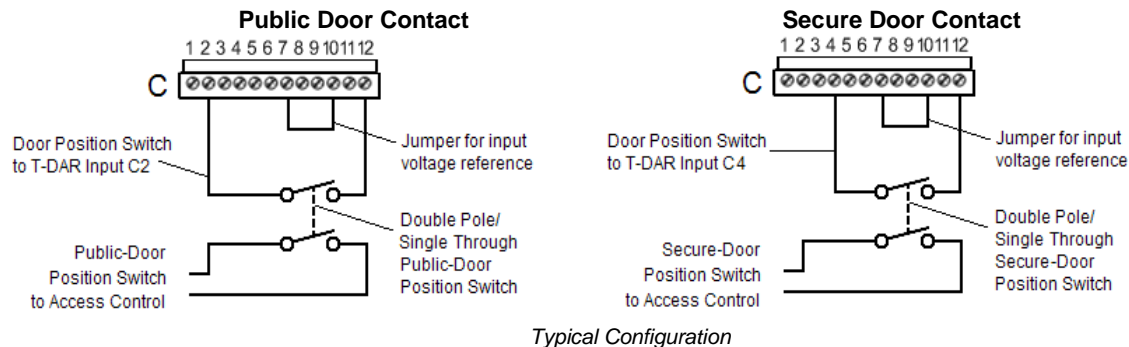 Public Door Contact
1 2 3 4 5 6 7 8 9 10 11 12
C
Door Position Switch
to T-DAR Input C2
Jumper for input
voltage reference
Double Pole/
Single Through
Public-Door
Position Switch
Public-Door
Position Switch
to Access Control
Secure Door Contact
1 2 3 4 5 6 7 8 9 10 11 12
C
Door Position Switch
to T-DAR Input C4
Jumper for input
voltage reference
Double Pole/
Single Through
Secure-Door
Position Switch
Secure-Door
Position Switch
to Access Control
Typical Configuration